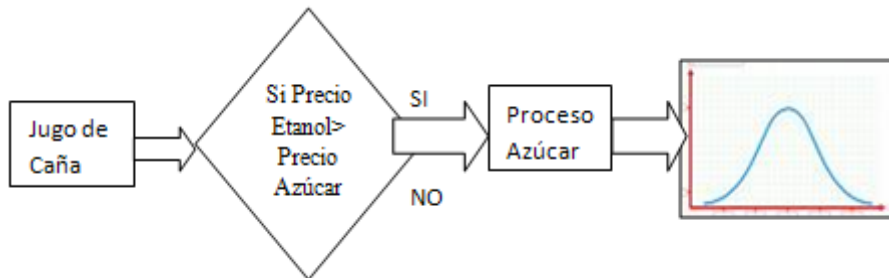 Jugo de
Caña
Si Precio
Etanol>
Precio
Azúcar
SI
NO
Proceso
Azúcar